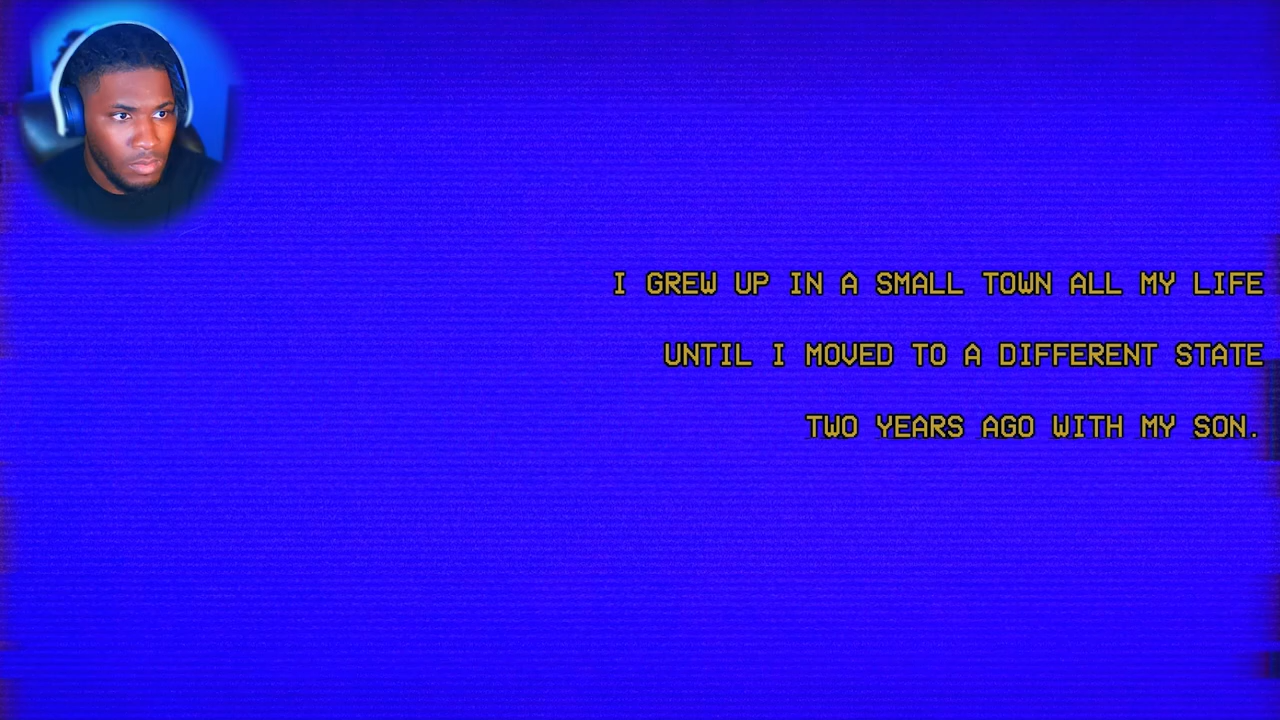 I GREW UP IN A SMALL TOWN ALL MY LIFE
UNTIL I MOVED TO A DIFFERENT STATE
TWO YEARS AGO WITH MY SON.